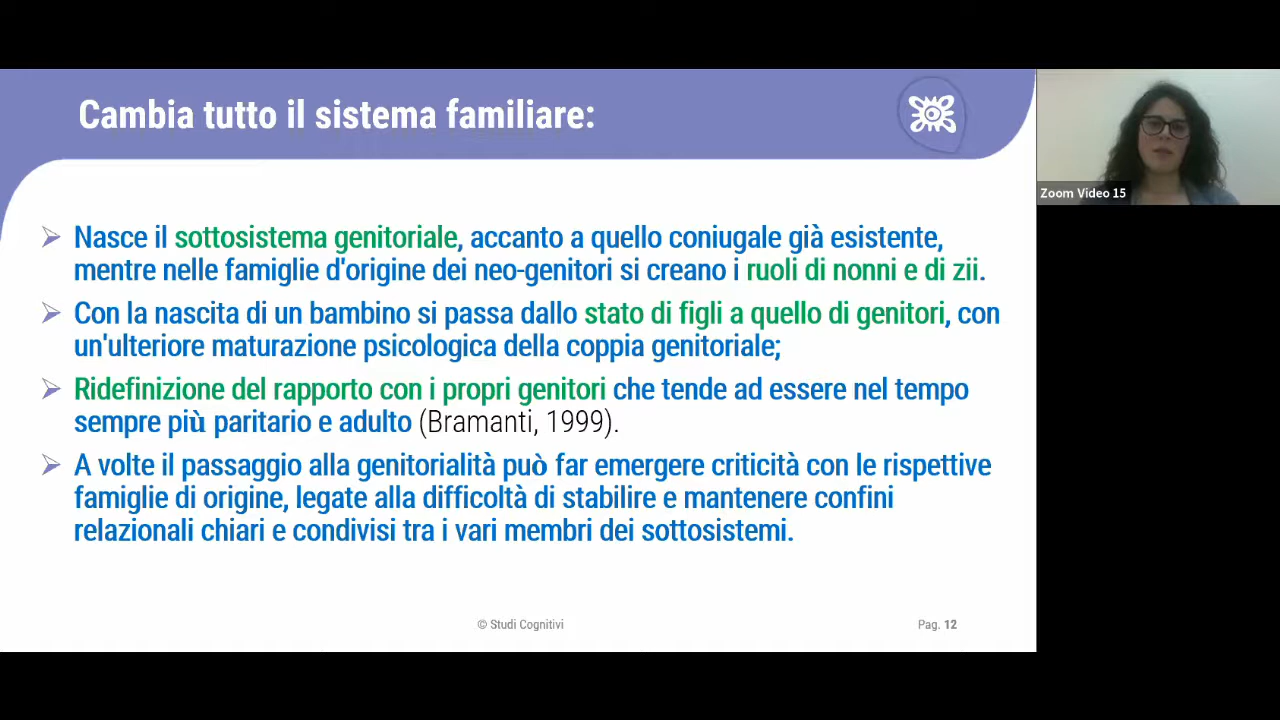 Cambia tutto il sistema familiare:
Zoom Video 15
Nasce il sottosistema genitoriale, accanto a quello coniugale già esistente,
mentre nelle famiglie d'origine dei neo-genitori si creano i ruoli di nonni e di zii.
Con la nascita di un bambino si passa dallo stato di figli a quello di genitori, con
un'ulteriore maturazione psicologica della coppia genitoriale;
Ridefinizione del rapporto con i propri genitori che tende ad essere nel tempo
sempre più paritario e adulto (Bramanti, 1999).
A volte il passaggio alla genitorialità può far emergere criticità con le rispettive
famiglie di origine, legate alla difficoltà di stabilire e mantenere confini
relazionali chiari e condivisi tra i vari membri dei sottosistemi.
© Studi Cognitivi
Pag. 12